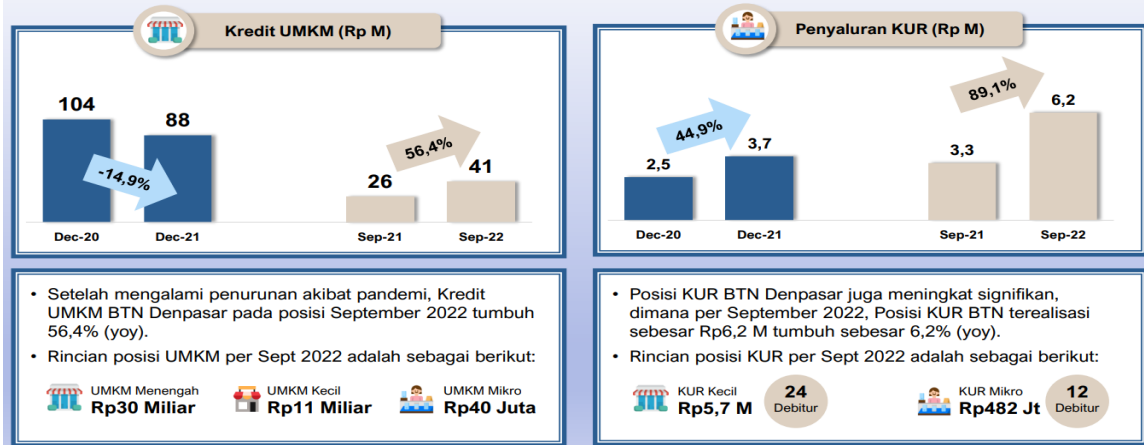 Kredit UMKM (Rp M)
104
88
-14,9%
26
41
56,4%
Dec-20
Dec-21
Sep-21
Sep-22
• Setelah mengalami penurunan akibat pandemi, Kredit
UMKM BTN Denpasar pada posisi September 2022 tumbuh
56,4% (yoy).
• Rincian posisi UMKM per Sept 2022 adalah sebagai berikut:
UMKM Menengah
Rp30 Miliar
UMKM Kecil
Rp11 Miliar
UMKM Mikro
Rp40 Juta
Penyaluran KUR (Rp M)
2,5
3,7
44,9%
3,3
6,2
89,1%
Dec-20
Dec-21
Sep-21
Sep-22
• Posisi KUR BTN Denpasar juga meningkat signifikan,
dimana per September 2022, Posisi KUR BTN terealisasi
sebesar Rp6,2 M tumbuh sebesar 6,2% (yoy).
• Rincian posisi KUR per Sept 2022 adalah sebagai berikut:
KUR Kecil
Rp5,7 M
24
Debitur
KUR Mikro
Rp482 Jt
12
Debitur